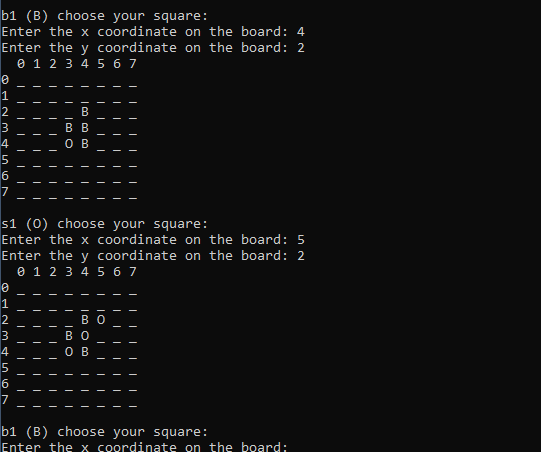 b1 (B) choose your square:
Enter the x coordinate on the board: 4
Enter the y coordinate on the board: 2
  0 1 2 3 4 5 6 7
0 _ _ _ _ _ _ _ _
1 _ _ _ _ _ _ _ _
2 _ _ _ _ B _ _ _
3 _ _ _ B B _ _ _
4 _ _ _ O B _ _ _
5 _ _ _ _ _ _ _ _
6 _ _ _ _ _ _ _ _
7 _ _ _ _ _ _ _ _
s1 (O) choose your square:
Enter the x coordinate on the board: 5
Enter the y coordinate on the board: 2
  0 1 2 3 4 5 6 7
0 _ _ _ _ _ _ _ _
1 _ _ _ _ _ _ _ _
2 _ _ _ _ B O _ _
3 _ _ _ B O _ _ _
4 _ _ _ O B _ _ _
5 _ _ _ _ _ _ _ _
6 _ _ _ _ _ _ _ _
7 _ _ _ _ _ _ _ _
b1 (B) choose your square:
Enter the x coordinate on the board: